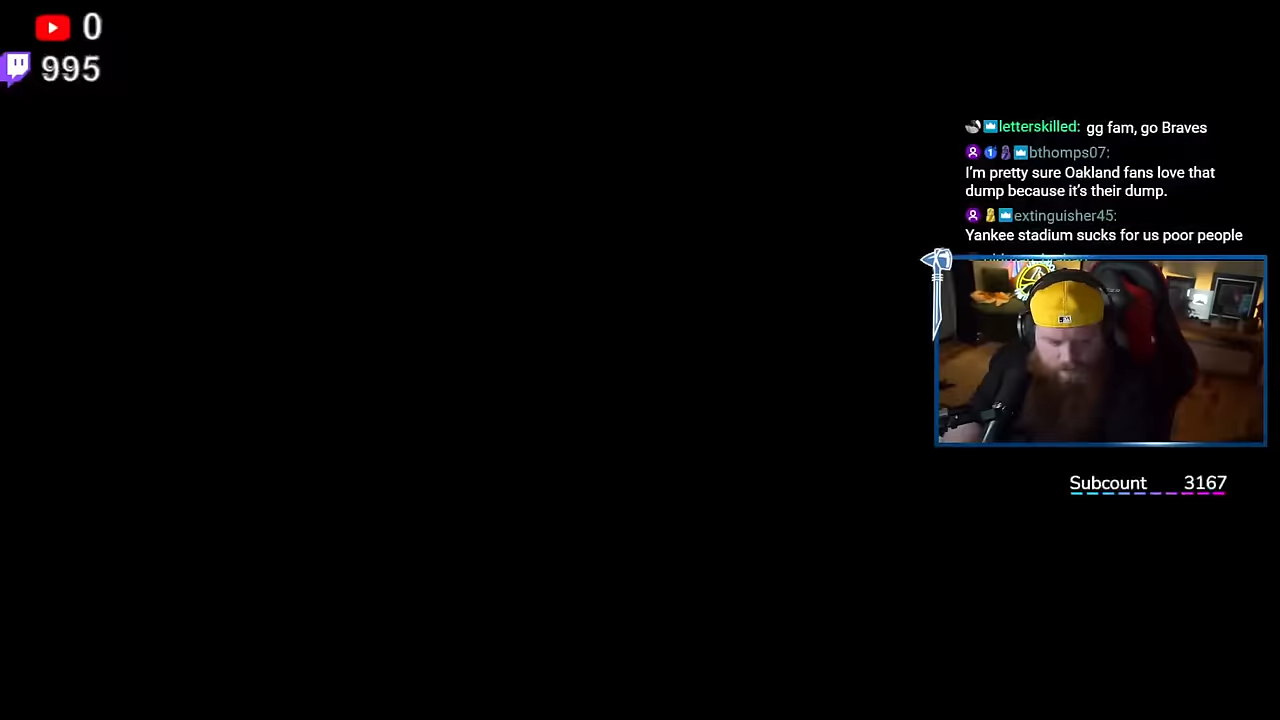 0
995
letterskilled: gg fam, go Braves
bthomps07:
I'm pretty sure Oakland fans love that
dump because it's their dump.
extinguisher45:
Yankee stadium sucks for us poor people
Subcount 3167